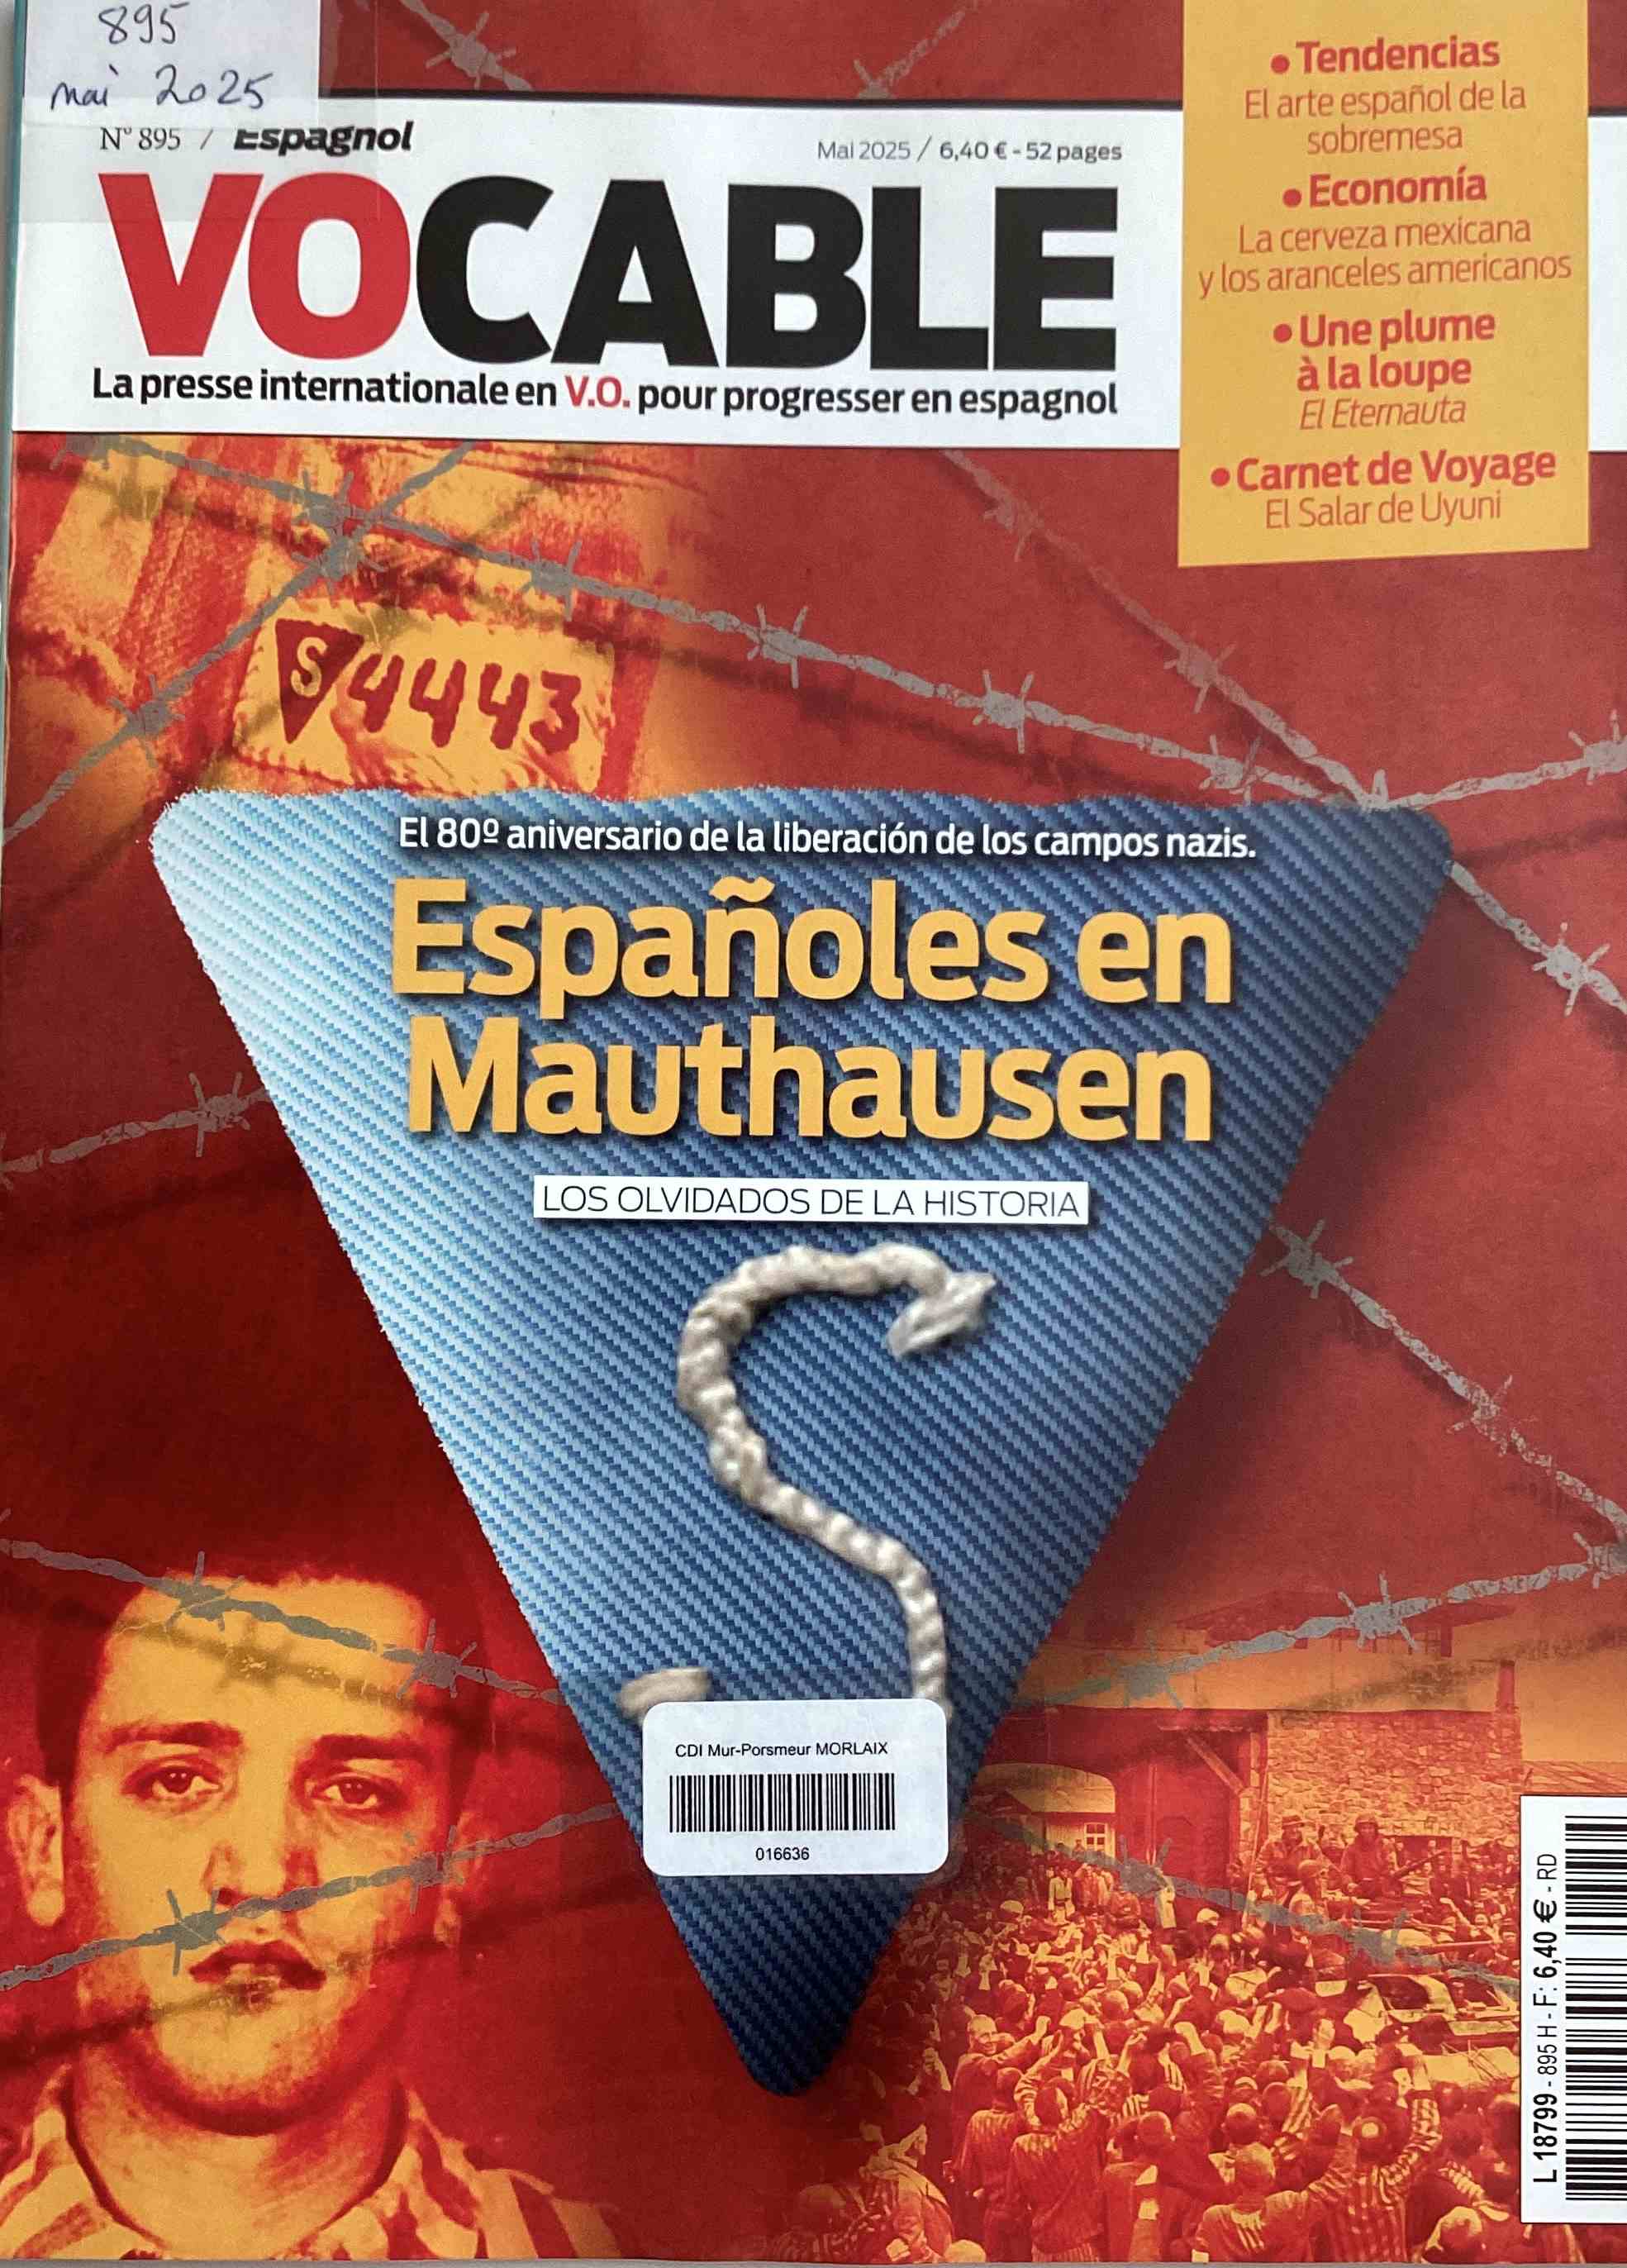 895
mai 2025
N° 895 / Espagnol
Mai 2025 / 6,40 € - 52 pages
VOCABLE
La presse internationale en V.O. pour progresser en espagnol
• Tendencias
El arte español de la
sobremesa
• Economía
La cerveza mexicana
y los aranceles americanos
• Une plume
à la loupe
El Eternauta
• Carnet de Voyage
El Salar de Uyuni
S 4443
El 80º aniversario de la liberación de los campos nazis.
Españoles en
Mauthausen
LOS OLVIDADOS DE LA HISTORIA
S
CDI Mur-Porsmeur MORLAIX
016636
L 18799 - 895 H - F: 6,40 € - RD